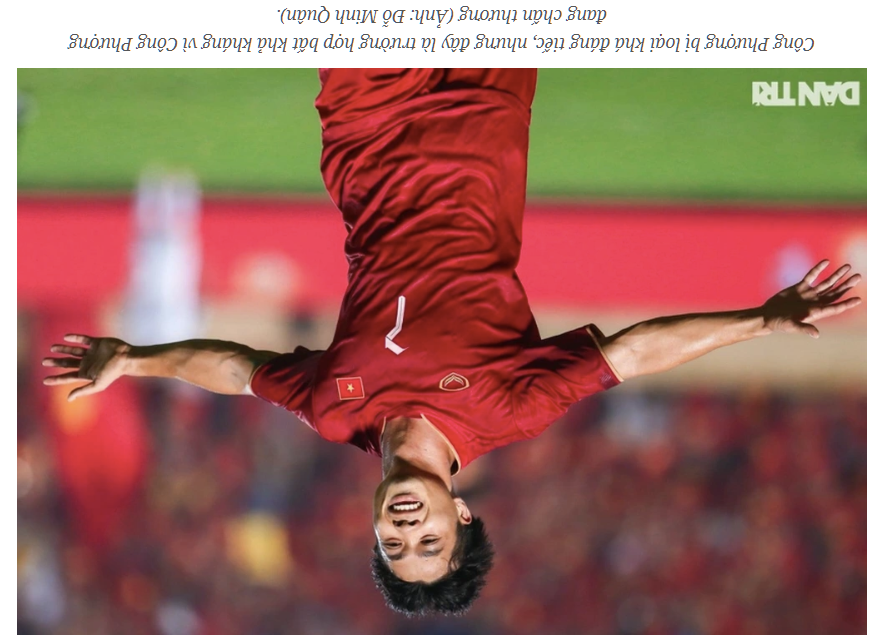 7
DÂN TRÍ
Công Phượng bị loại khá đáng tiếc, nhưng đây là trường hợp bất khả kháng vì Công Phượng
đang chấn thương (Ảnh: Đỗ Minh Quân).